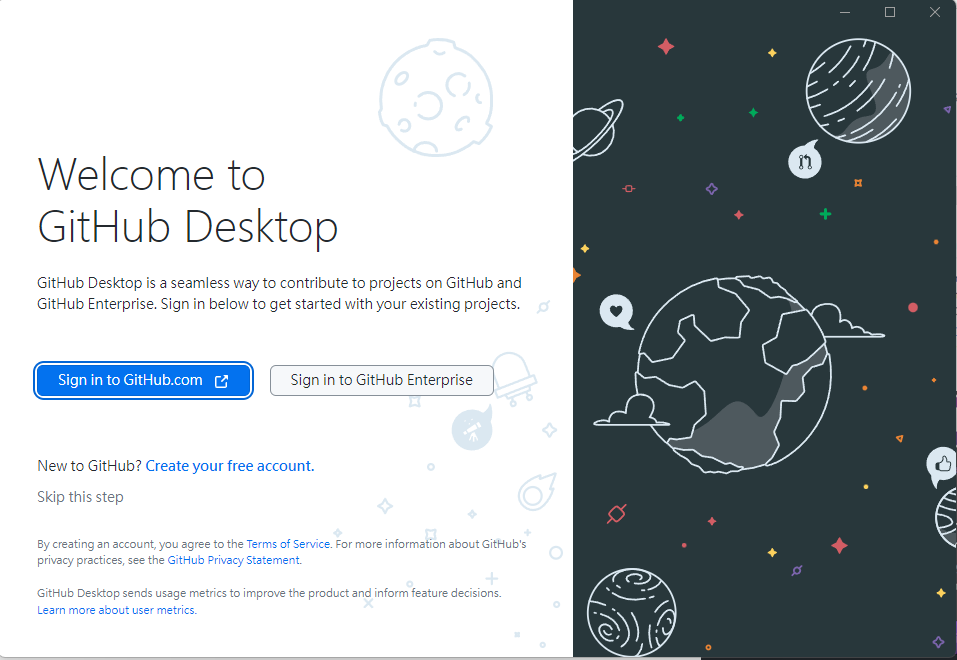 Welcome to
GitHub Desktop
GitHub Desktop is a seamless way to contribute to projects on GitHub and
GitHub Enterprise. Sign in below to get started with your existing projects.
Sign in to GitHub.com
Sign in to GitHub Enterprise
New to GitHub? Create your free account.
Skip this step
By creating an account, you agree to the Terms of Service. For more information about GitHub's
privacy practices, see the GitHub Privacy Statement.
GitHub Desktop sends usage metrics to improve the product and inform feature decisions.
Learn more about user metrics.